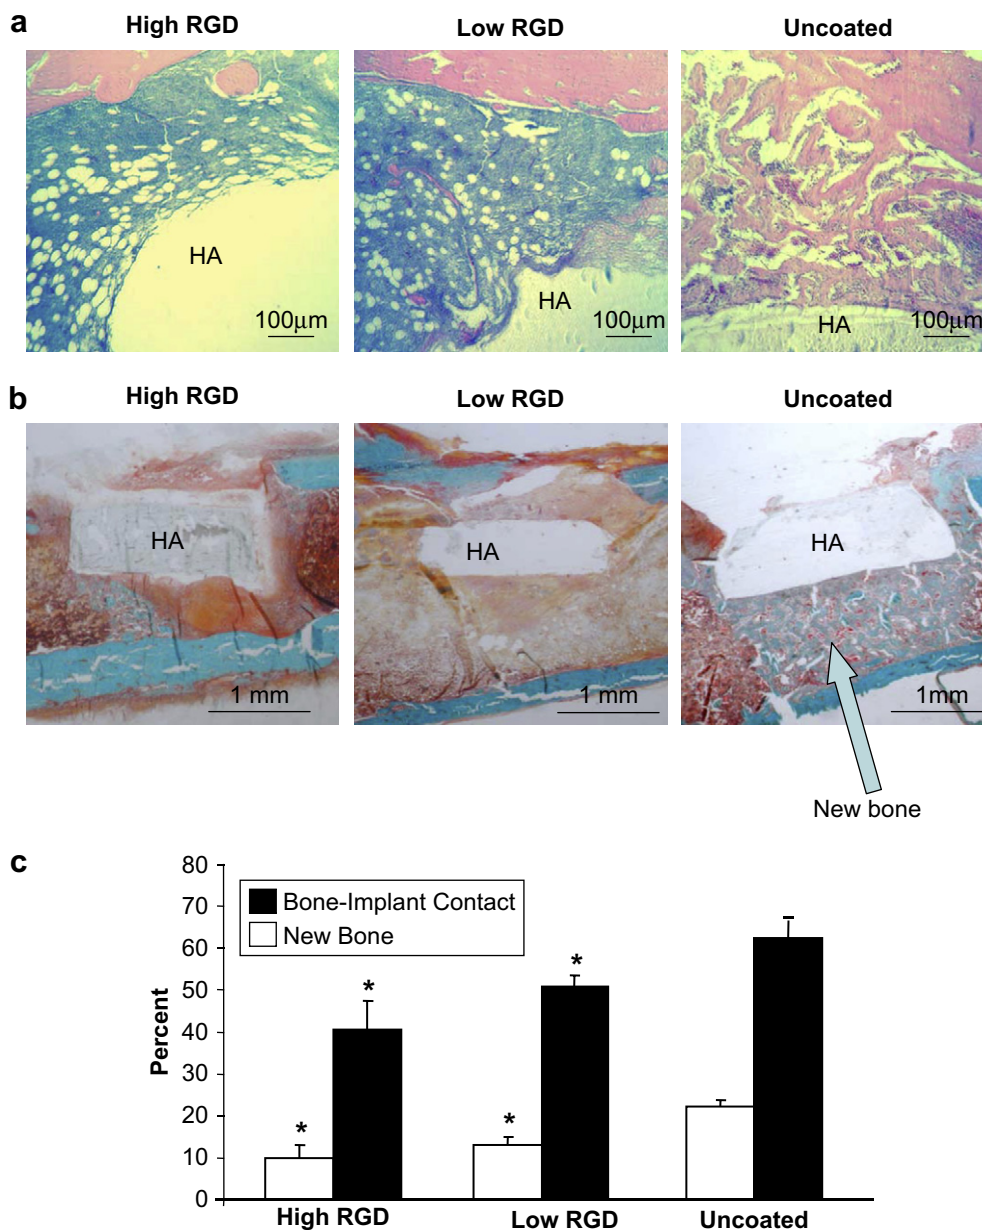 a
High RGD Low RGD Uncoated
HA HA HA
100μm 100μm 100μm
b
High RGD Low RGD Uncoated
HA HA HA
1 mm 1 mm 1mm
New bone
c
80
70
60
50
40
30
20
10
0
Percent
Bone-Implant Contact
New Bone
* * * *
High RGD Low RGD Uncoated